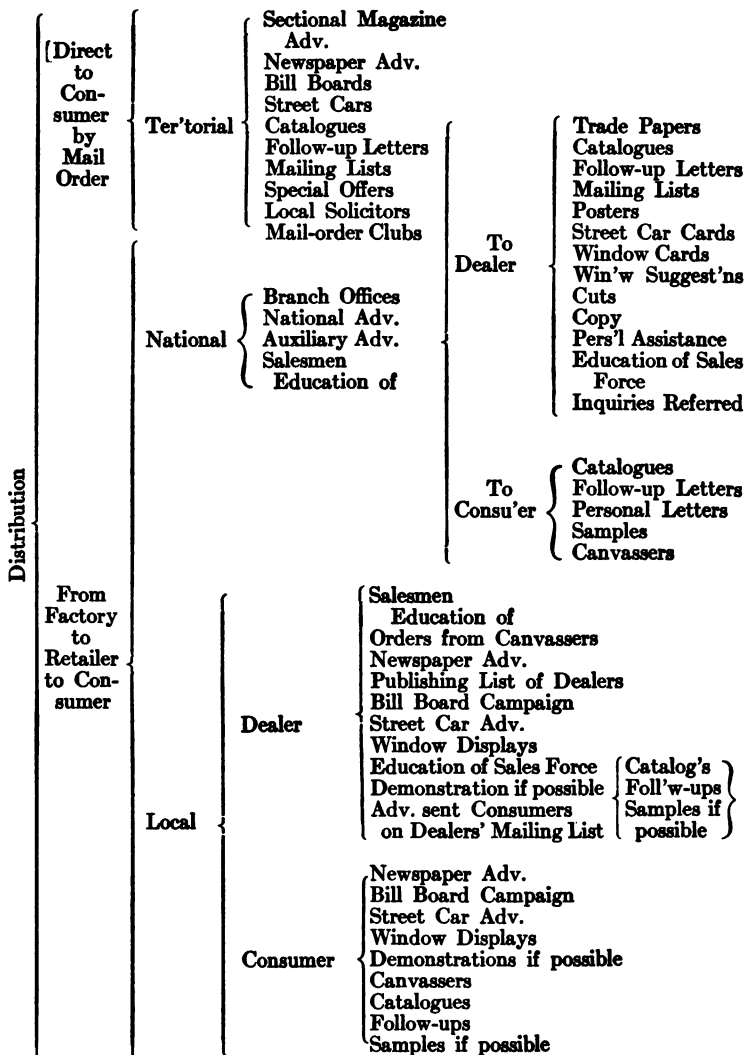 Distribution
[Direct
to
Con-
sumer
by
Mail
Order
Ter'torial
Sectional Magazine
Adv.
Newspaper Adv.
Bill Boards
Street Cars
Catalogues
Follow-up Letters
Mailing Lists
Special Offers
Local Solicitors
Mail-order Clubs
From
Factory
to
Retailer
to Con-
sumer
National
Branch Offices
National Adv.
Auxiliary Adv.
Salesmen
Education of
To
Dealer
Trade Papers
Catalogues
Follow-up Letters
Mailing Lists
Posters
Street Car Cards
Window Cards
Win'w Suggest'ns
Cuts
Copy
Pers'l Assistance
Education of Sales
Force
Inquiries Referred
To
Consu'er
Catalogues
Follow-up Letters
Personal Letters
Samples
Canvassers
Local
Dealer
Salesmen
Education of
Orders from Canvassers
Newspaper Adv.
Publishing List of Dealers
Bill Board Campaign
Street Car Adv.
Window Displays
Education of Sales Force
Demonstration if possible
Adv. sent Consumers
on Dealers' Mailing List
Catalog's
Foll'w-ups
Samples if
possible
Consumer
Newspaper Adv.
Bill Board Campaign
Street Car Adv.
Window Displays
Demonstrations if possible
Canvassers
Catalogues
Follow-ups
Samples if possible